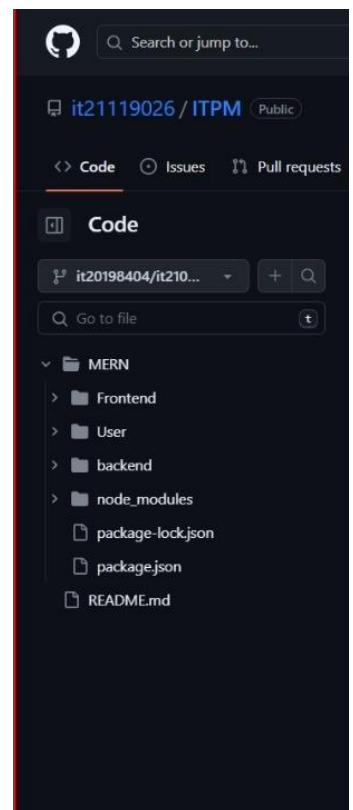 Search or jump to...
it21119026 / ITPM Public
<> Code Issues Pull requests
Code
it20198404/it210...
Go to file t
MERN
Frontend
User
backend
node_modules
package-lock.json
package.json
README.md